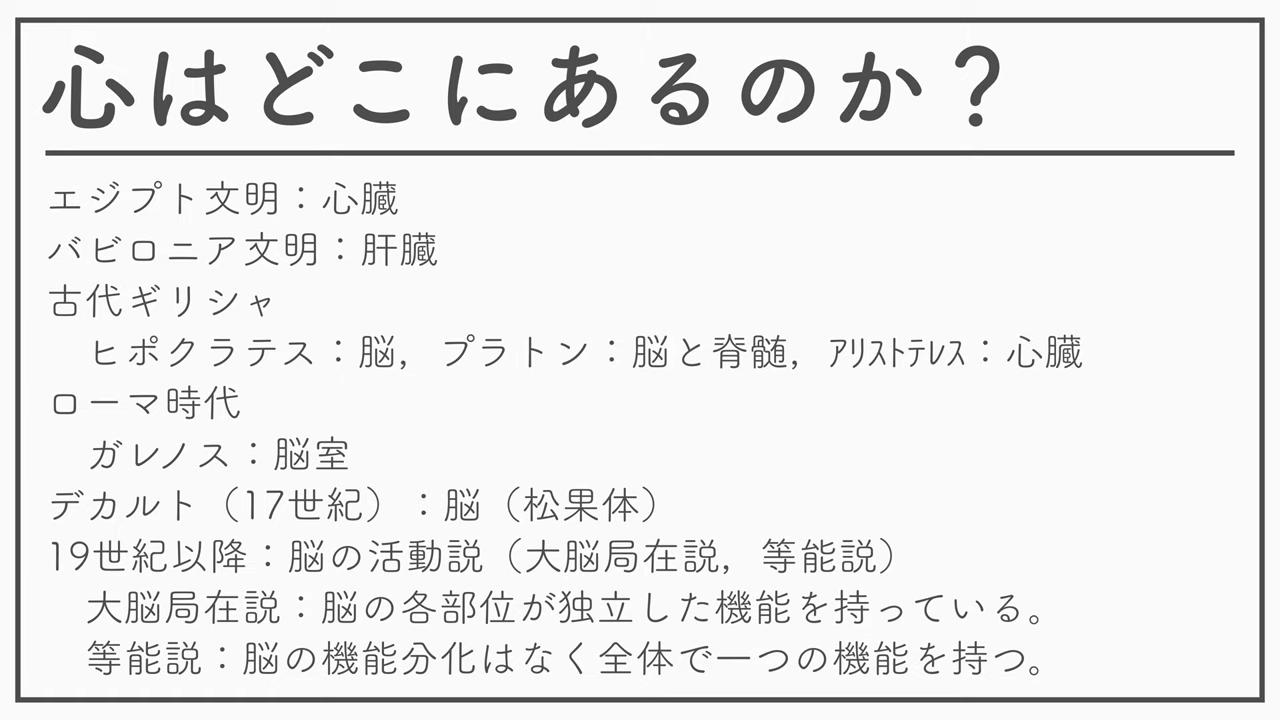 心はどこにあるのか？
エジプト文明：心臓
バビロニア文明：肝臓
古代ギリシャ
ヒポクラテス：脳，プラトン：脳と脊髄，ｱﾘｽﾄﾃﾚｽ：心臓
ローマ時代
ガレノス：脳室
デカルト（17世紀）：脳（松果体）
19世紀以降：脳の活動説（大脳局在説，等能説）
大脳局在説：脳の各部位が独立した機能を持っている。
等能説：脳の機能分化はなく全体で一つの機能を持つ。